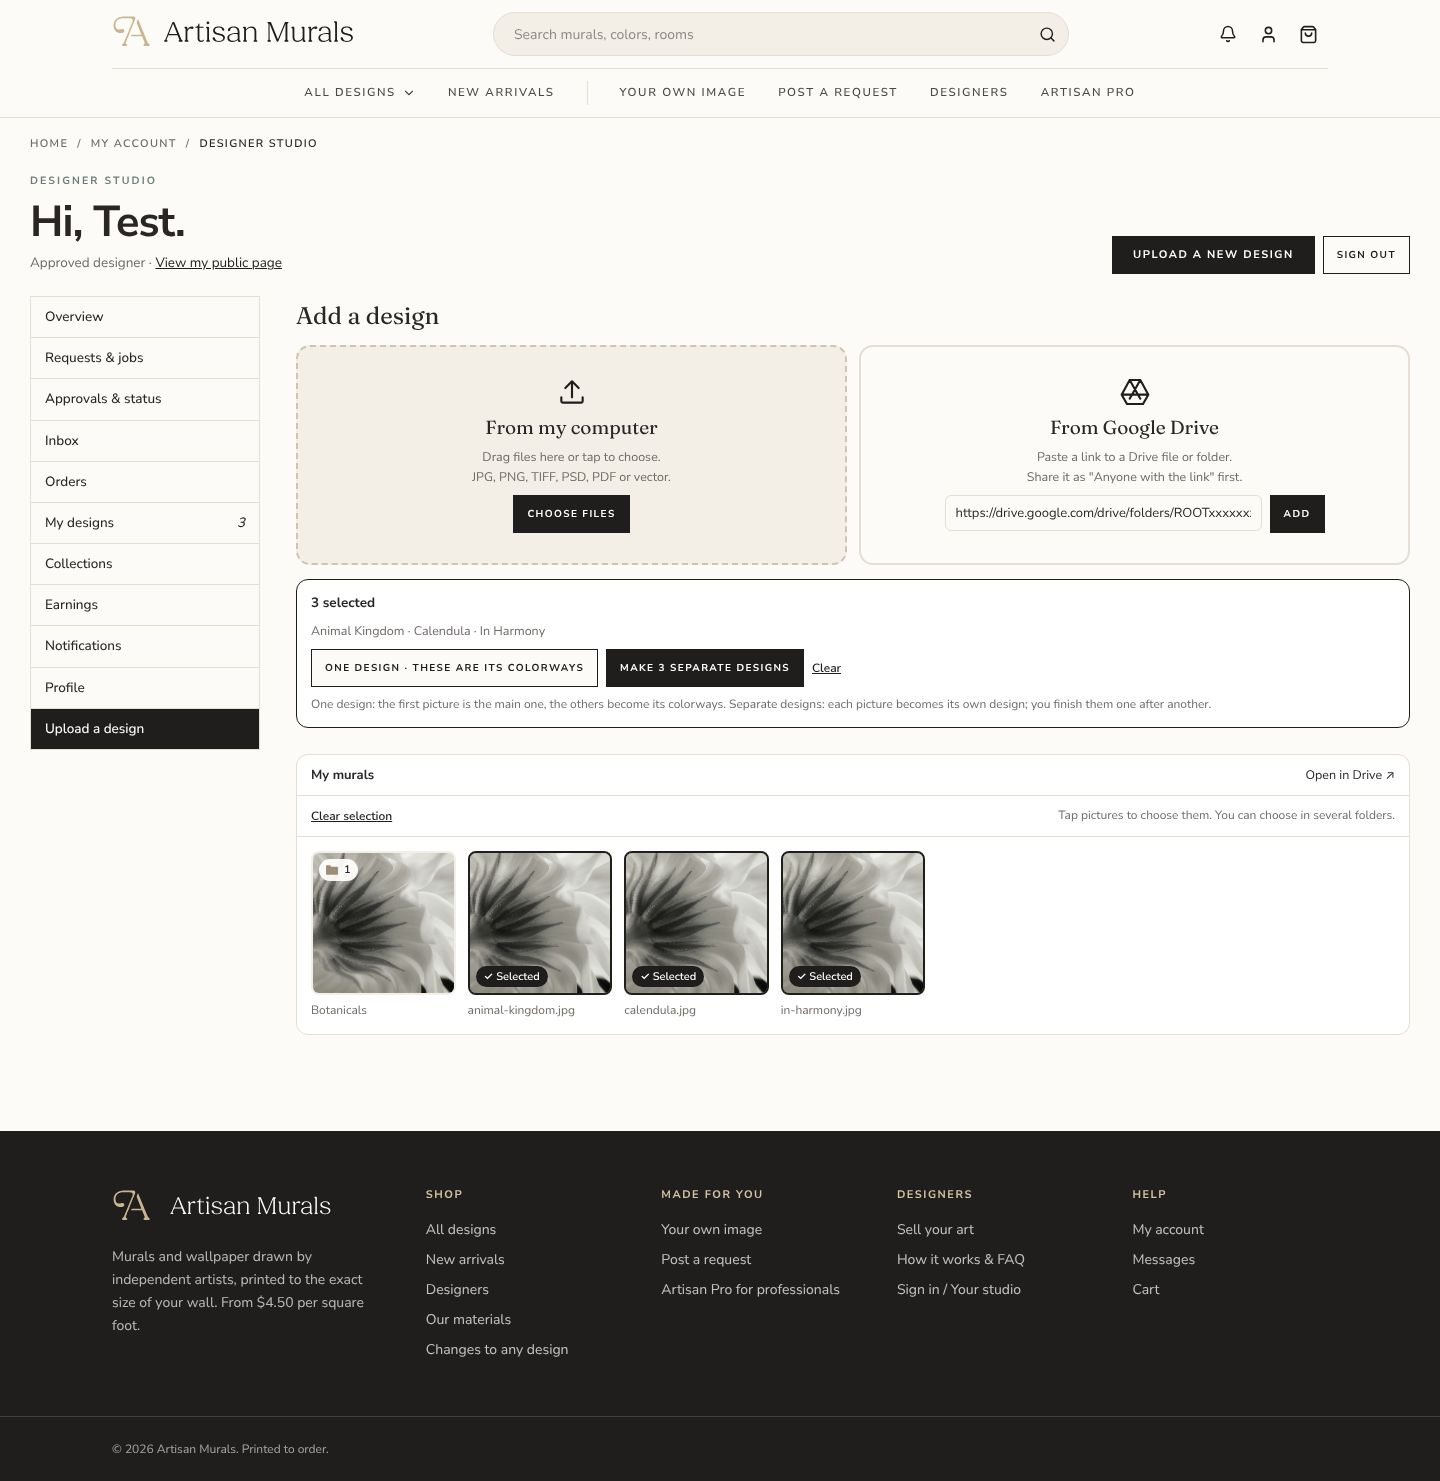 Artisan Murals
Search murals, colors, rooms
ALL DESIGNS
NEW ARRIVALS
YOUR OWN IMAGE
POST A REQUEST
DESIGNERS
ARTISAN PRO
HOME / MY ACCOUNT / DESIGNER STUDIO
DESIGNER STUDIO
Hi, Test.
Approved designer · View my public page
UPLOAD A NEW DESIGN
SIGN OUT
Overview
Requests & jobs
Approvals & status
Inbox
Orders
My designs 3
Collections
Earnings
Notifications
Profile
Upload a design
Add a design
From my computer
Drag files here or tap to choose.
JPG, PNG, TIFF, PSD, PDF or vector.
CHOOSE FILES
From Google Drive
Paste a link to a Drive file or folder.
Share it as "Anyone with the link" first.
https://drive.google.com/drive/folders/ROOTxxxxxx
ADD
3 selected
Animal Kingdom · Calendula · In Harmony
ONE DESIGN · THESE ARE ITS COLORWAYS
MAKE 3 SEPARATE DESIGNS
Clear
One design: the first picture is the main one, the others become its colorways. Separate designs: each picture becomes its own design; you finish them one after another.
My murals
Open in Drive ↗
Clear selection
Tap pictures to choose them. You can choose in several folders.
1
✓ Selected
✓ Selected
✓ Selected
Botanicals
animal-kingdom.jpg
calendula.jpg
in-harmony.jpg
Artisan Murals
Murals and wallpaper drawn by
independent artists, printed to the exact
size of your wall. From $4.50 per square
foot.
SHOP
All designs
New arrivals
Designers
Our materials
Changes to any design
MADE FOR YOU
Your own image
Post a request
Artisan Pro for professionals
DESIGNERS
Sell your art
How it works & FAQ
Sign in / Your studio
HELP
My account
Messages
Cart
© 2026 Artisan Murals. Printed to order.